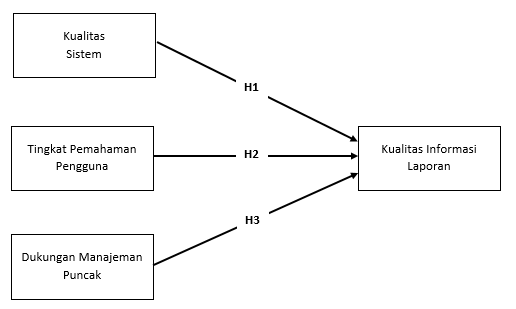 Kualitas
Sistem
H1
Tingkat Pemahaman
Pengguna
H2
Kualitas Informasi
Laporan
H3
Dukungan Manajeman
Puncak